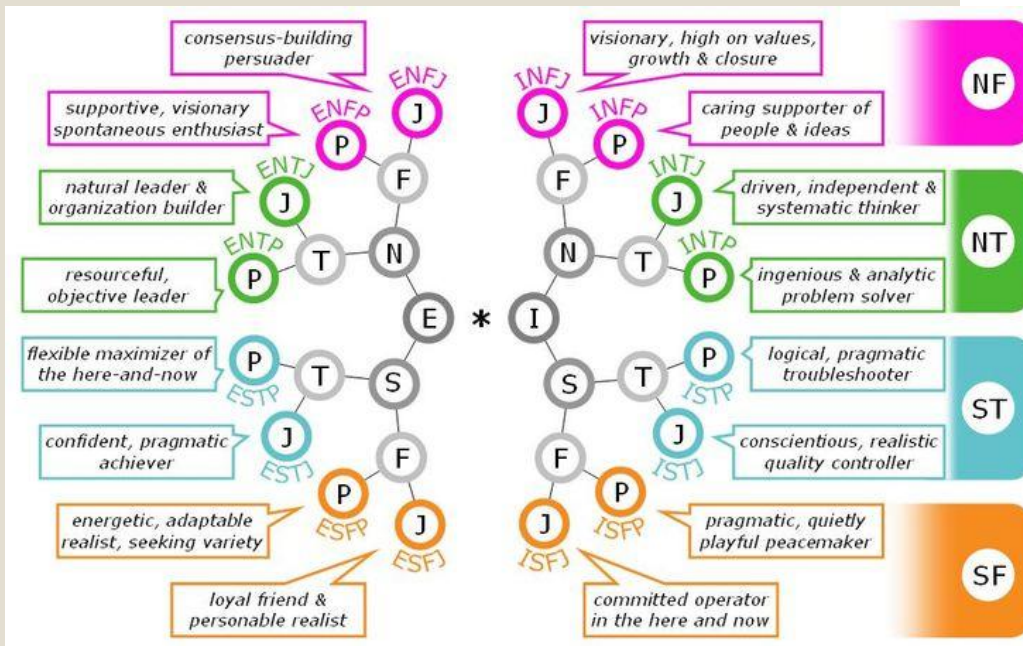 consensus-building
persuader
ENFJ
J
supportive, visionary
spontaneous enthusiast
ENFP
P
F
natural leader &
organization builder
ENTJ
J
resourceful,
objective leader
ENTP
P
T
N
E
flexible maximizer of
the here-and-now
P
ESTP
T
S
confident, pragmatic
achiever
J
ESTJ
F
energetic, adaptable
realist, seeking variety
P
ESFP
J
ESFJ
loyal friend &
personable realist
*
visionary, high on values,
growth & closure
INFJ
J
INFP
P
caring supporter of
people & ideas
F
INTJ
J
driven, independent &
systematic thinker
N
T
INTP
P
ingenious & analytic
problem solver
I
S
T
P
ISTP
logical, pragmatic
troubleshooter
J
ISTJ
conscientious, realistic
quality controller
F
P
ISFP
pragmatic, quietly
playful peacemaker
J
ISFJ
committed operator
in the here and now
NF
NT
ST
SF